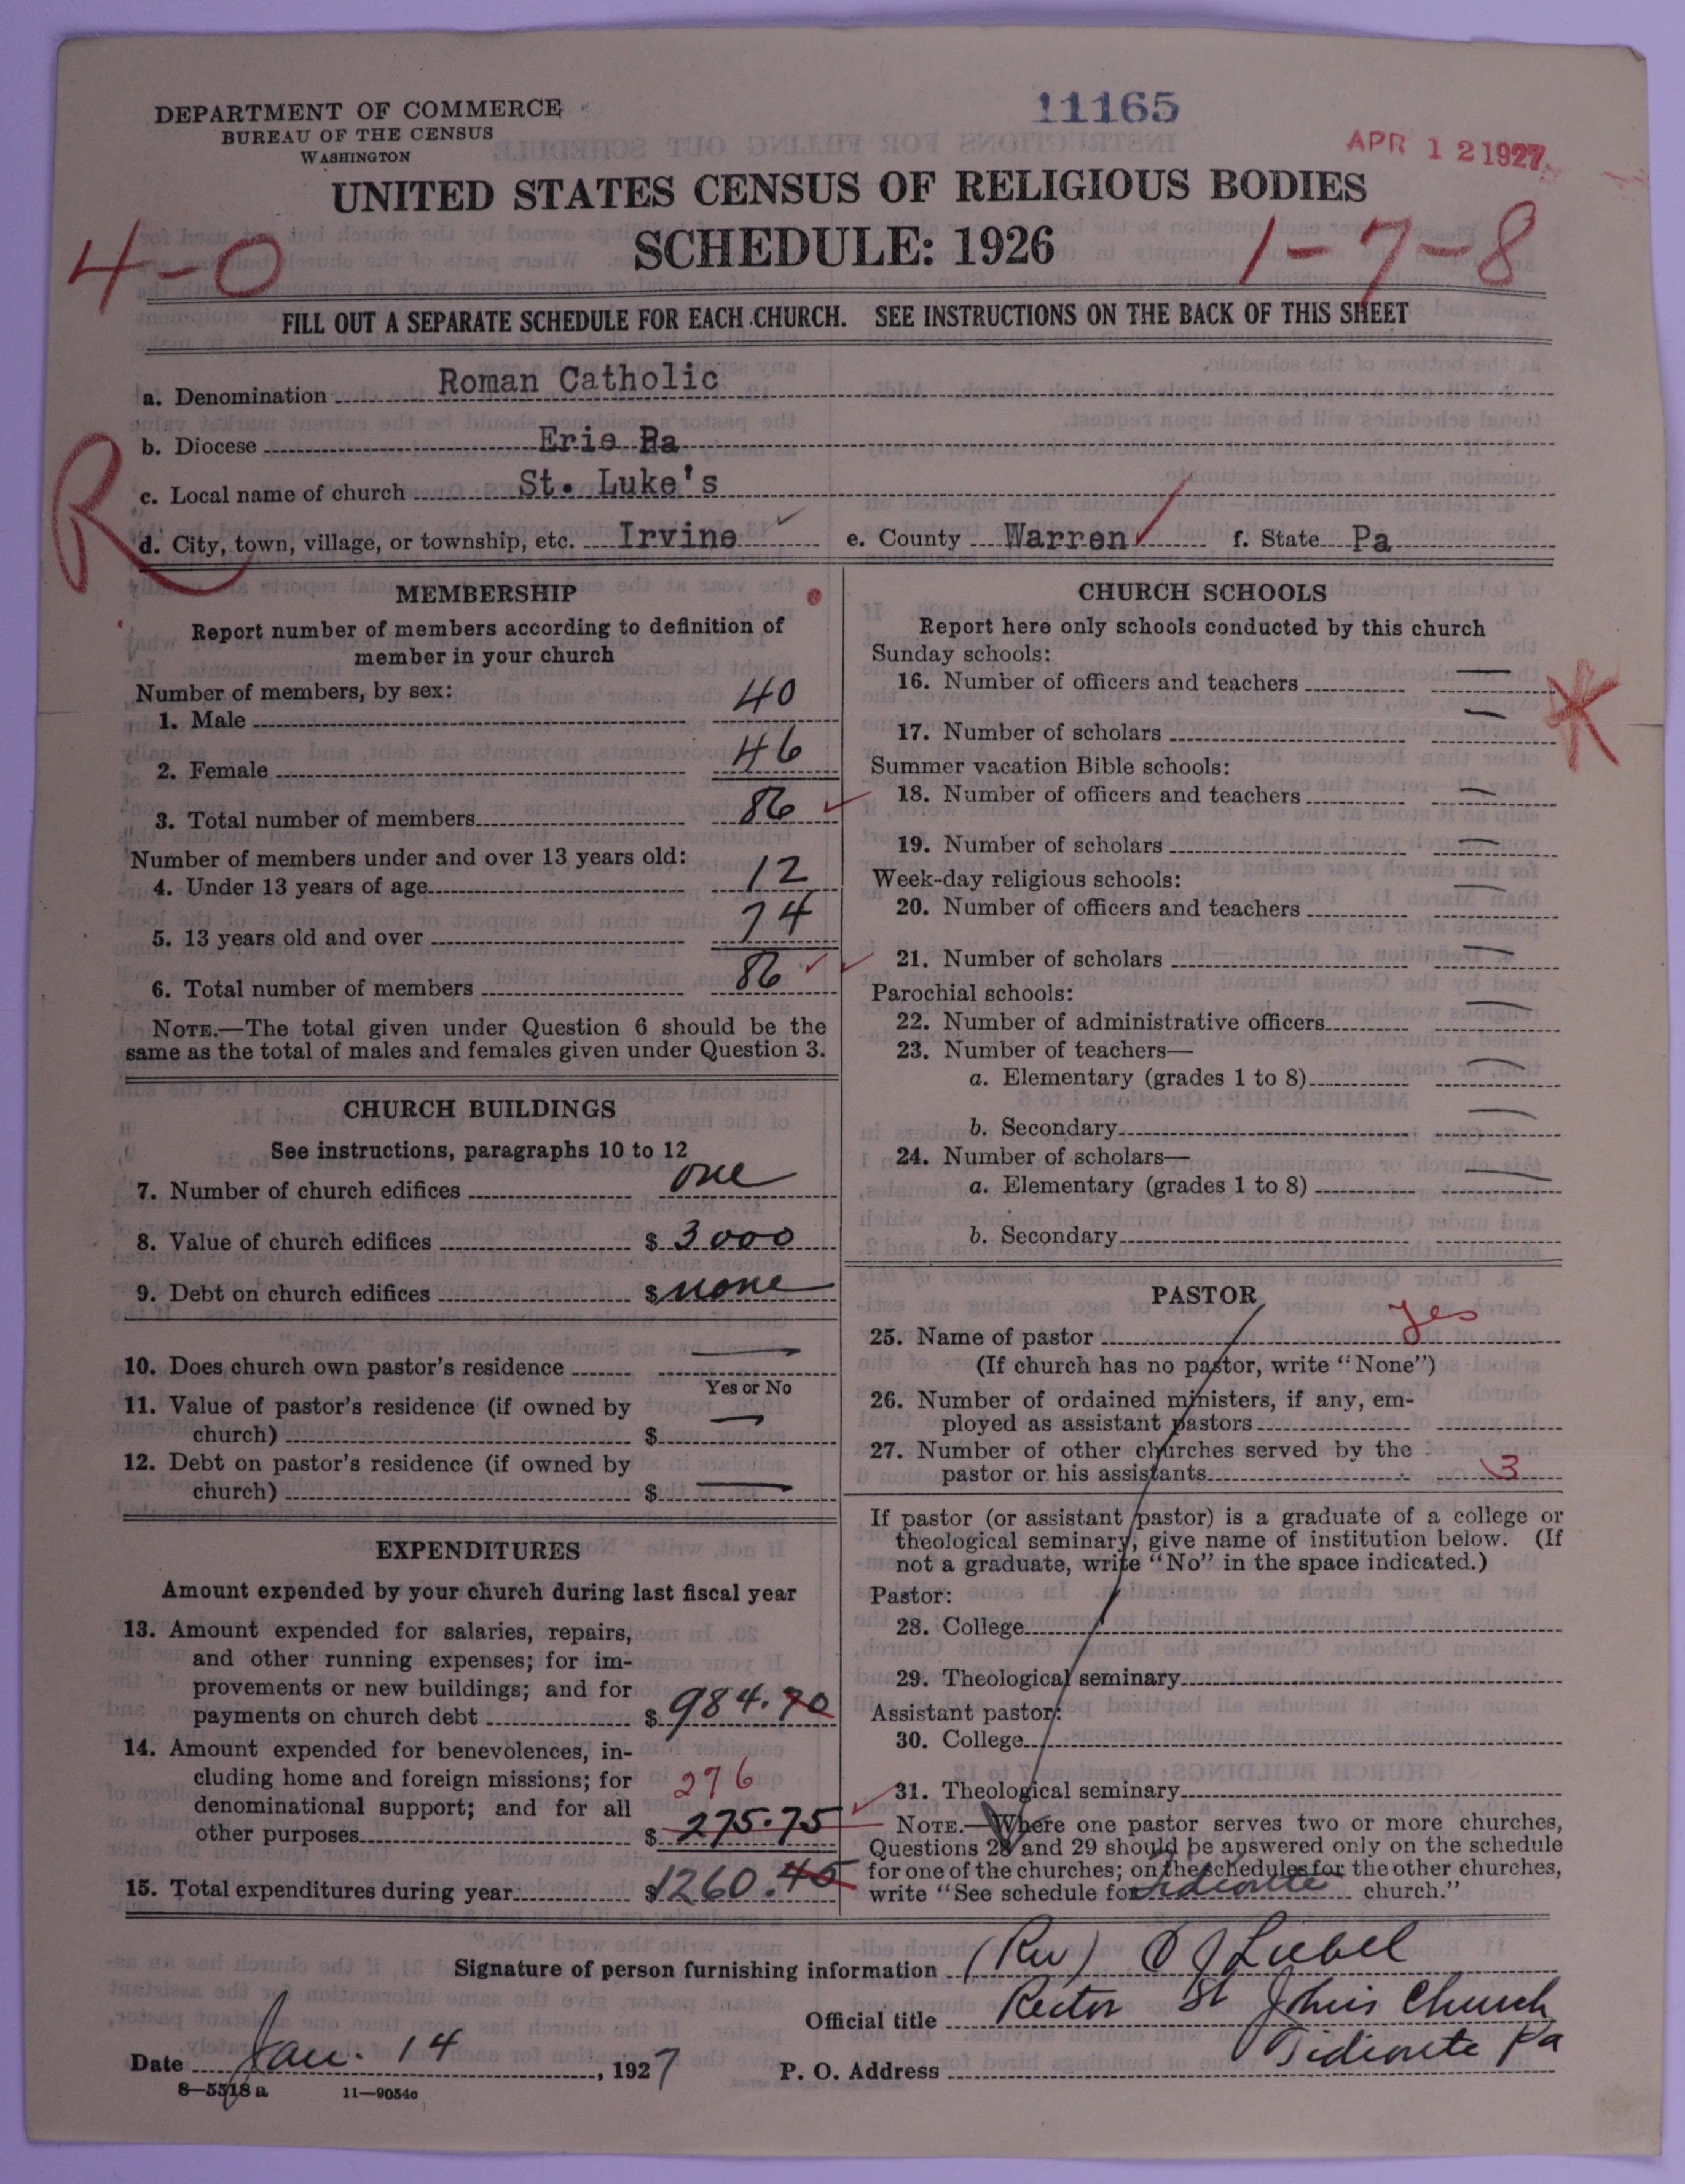 DEPARTMENT OF COMMERCE
BUREAU OF THE CENSUS
WASHINGTON
11165
APR 12 1927
UNITED STATES CENSUS OF RELIGIOUS BODIES
SCHEDULE: 1926
4-0
1-7-8
FILL OUT A SEPARATE SCHEDULE FOR EACH CHURCH. SEE INSTRUCTIONS ON THE BACK OF THIS SHEET
a. Denomination Roman Catholic
b. Diocese Erie Pa
c. Local name of church St. Luke's
R
d. City, town, village, or township, etc. Irvine e. County Warren f. State Pa
MEMBERSHIP
Report number of members according to definition of
member in your church
Number of members, by sex:
1. Male 40
2. Female 46
3. Total number of members 86
Number of members under and over 13 years old:
4. Under 13 years of age 12
5. 13 years old and over 74
6. Total number of members 86
NOTE.—The total given under Question 6 should be the
same as the total of males and females given under Question 3.
CHURCH BUILDINGS
See instructions, paragraphs 10 to 12
7. Number of church edifices one
8. Value of church edifices $ 3000
9. Debt on church edifices $ none
10. Does church own pastor's residence —
Yes or No
11. Value of pastor's residence (if owned by
church) $ —
12. Debt on pastor's residence (if owned by
church) $ —
EXPENDITURES
Amount expended by your church during last fiscal year
13. Amount expended for salaries, repairs,
and other running expenses; for im-
provements or new buildings; and for
payments on church debt $ 984.70
14. Amount expended for benevolences, in-
cluding home and foreign missions; for
denominational support; and for all
276
other purposes $ 275.75
15. Total expenditures during year $ 1260.45
CHURCH SCHOOLS
Report here only schools conducted by this church
Sunday schools:
16. Number of officers and teachers —
17. Number of scholars —
Summer vacation Bible schools:
18. Number of officers and teachers —
19. Number of scholars —
Week-day religious schools:
20. Number of officers and teachers —
21. Number of scholars —
Parochial schools:
22. Number of administrative officers —
23. Number of teachers—
a. Elementary (grades 1 to 8) —
b. Secondary —
24. Number of scholars—
a. Elementary (grades 1 to 8) —
b. Secondary
PASTOR
25. Name of pastor yes
(If church has no pastor, write "None")
26. Number of ordained ministers, if any, em-
ployed as assistant pastors
27. Number of other churches served by the
pastor or his assistants 3
If pastor (or assistant pastor) is a graduate of a college or
theological seminary, give name of institution below. (If
not a graduate, write "No" in the space indicated.)
Pastor:
28. College
29. Theological seminary
Assistant pastor:
30. College
31. Theological seminary
NOTE.—Where one pastor serves two or more churches,
Questions 28 and 29 should be answered only on the schedule
for one of the churches; on the schedules for the other churches,
write "See schedule for Tidioute church."
Signature of person furnishing information (Rev) O J Liebel
Official title Rector St Johns Church
Date Jan. 14, 1927 P. O. Address Tidioute Pa
8—5518 a 11—9054o